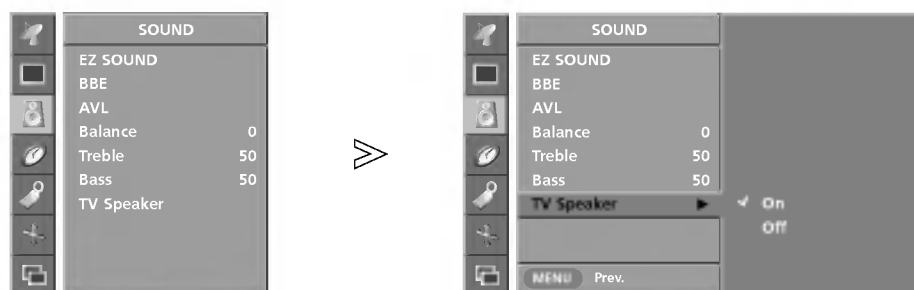 SOUND
EZ SOUND
BBE
AVL
Balance 0
Treble 50
Bass 50
TV Speaker
SOUND
EZ SOUND
BBE
AVL
Balance 0
Treble 50
Bass 50
TV Speaker
On
Off
MENU Prev.